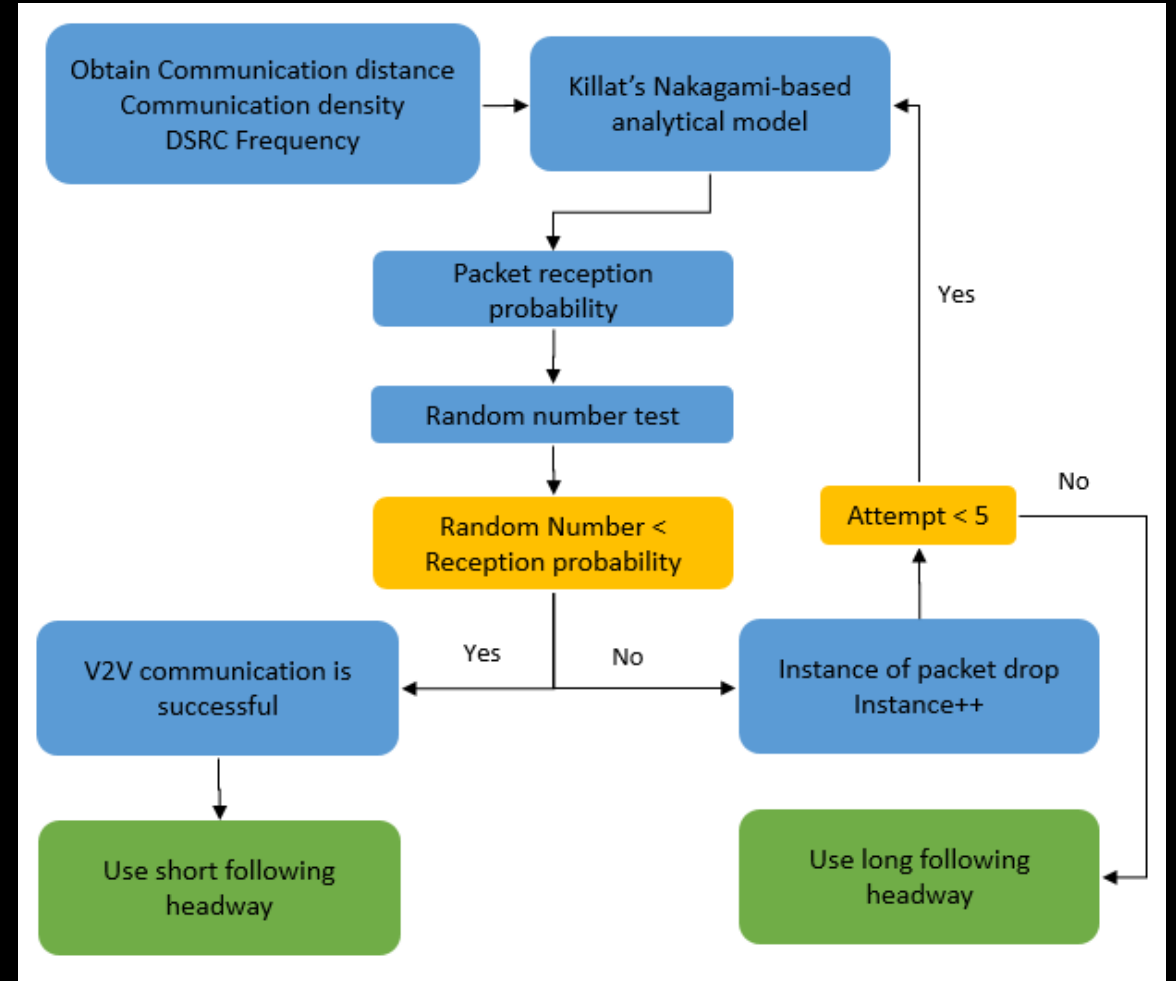 Obtain Communication distance
Communication density
DSRC Frequency
Killat's Nakagami-based
analytical model
Packet reception
probability
Yes
Random number test
No
Random Number <
Reception probability
Attempt < 5
Yes
No
V2V communication is
successful
Instance of packet drop
Instance++
Use short following
headway
Use long following
headway